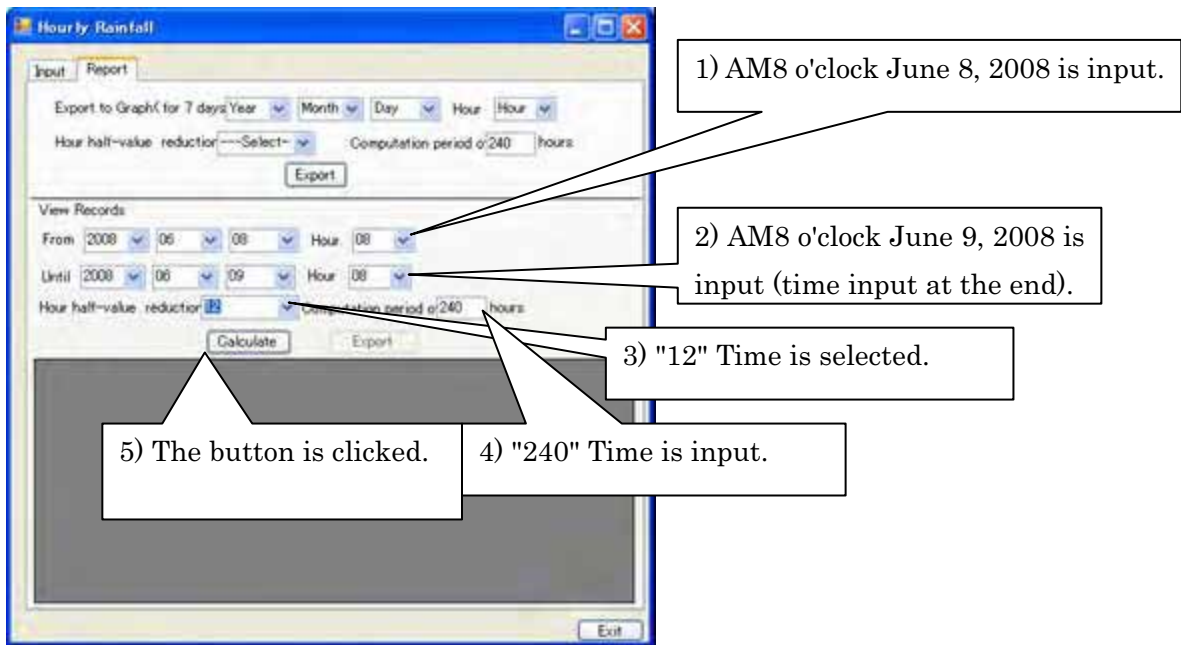 Hourly Rainfall
Input Report
Export to Graph( for 7 days Year Month Day Hour Hour
Hour half-value reduction ---Select- Computation period o 240 hours
Export
View Records
From 2008 06 08 Hour 08
Until 2008 06 09 Hour 08
Hour half-value reduction 12 Computation period o 240 hours
Calculate Export
Exit
1) AM8 o'clock June 8, 2008 is input.
2) AM8 o'clock June 9, 2008 is
input (time input at the end).
3) "12" Time is selected.
4) "240" Time is input.
5) The button is clicked.